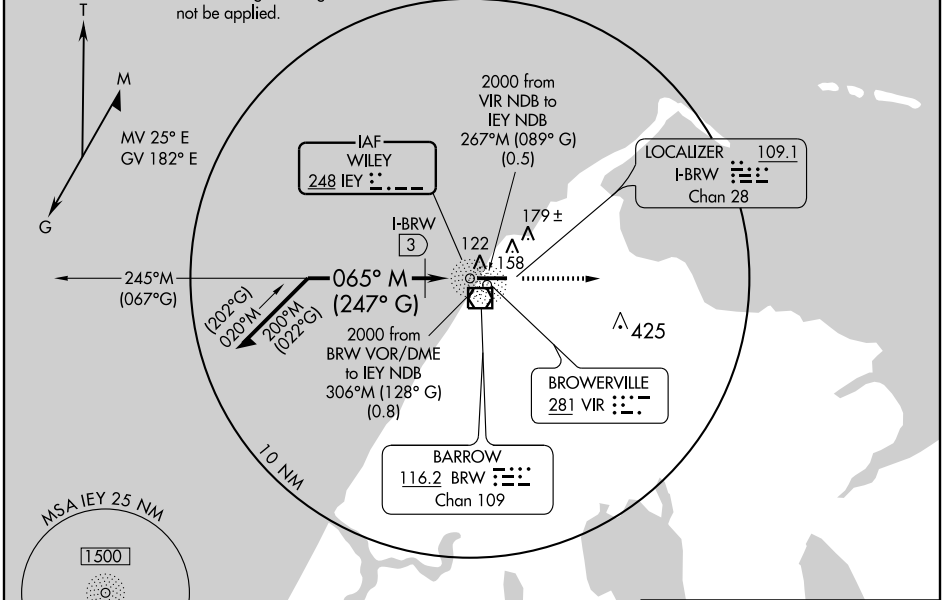 not be applied.
T
M
G
MV 25° E
GV 182° E
2000 from
VIR NDB to
IEY NDB
267°M (089° G)
(0.5)
IAF
WILEY
248 IEY
LOCALIZER 109.1
I-BRW
Chan 28
I-BRW
3
122
158
179 ±
425
245°M
(067°G)
065° M
(247° G)
(202°G)
020°M
200°M
(022°G)
2000 from
BRW VOR/DME
to IEY NDB
306°M (128° G)
(0.8)
BROWERVILLE
281 VIR
BARROW
116.2 BRW
Chan 109
10 NM
MSA IEY 25 NM
1500